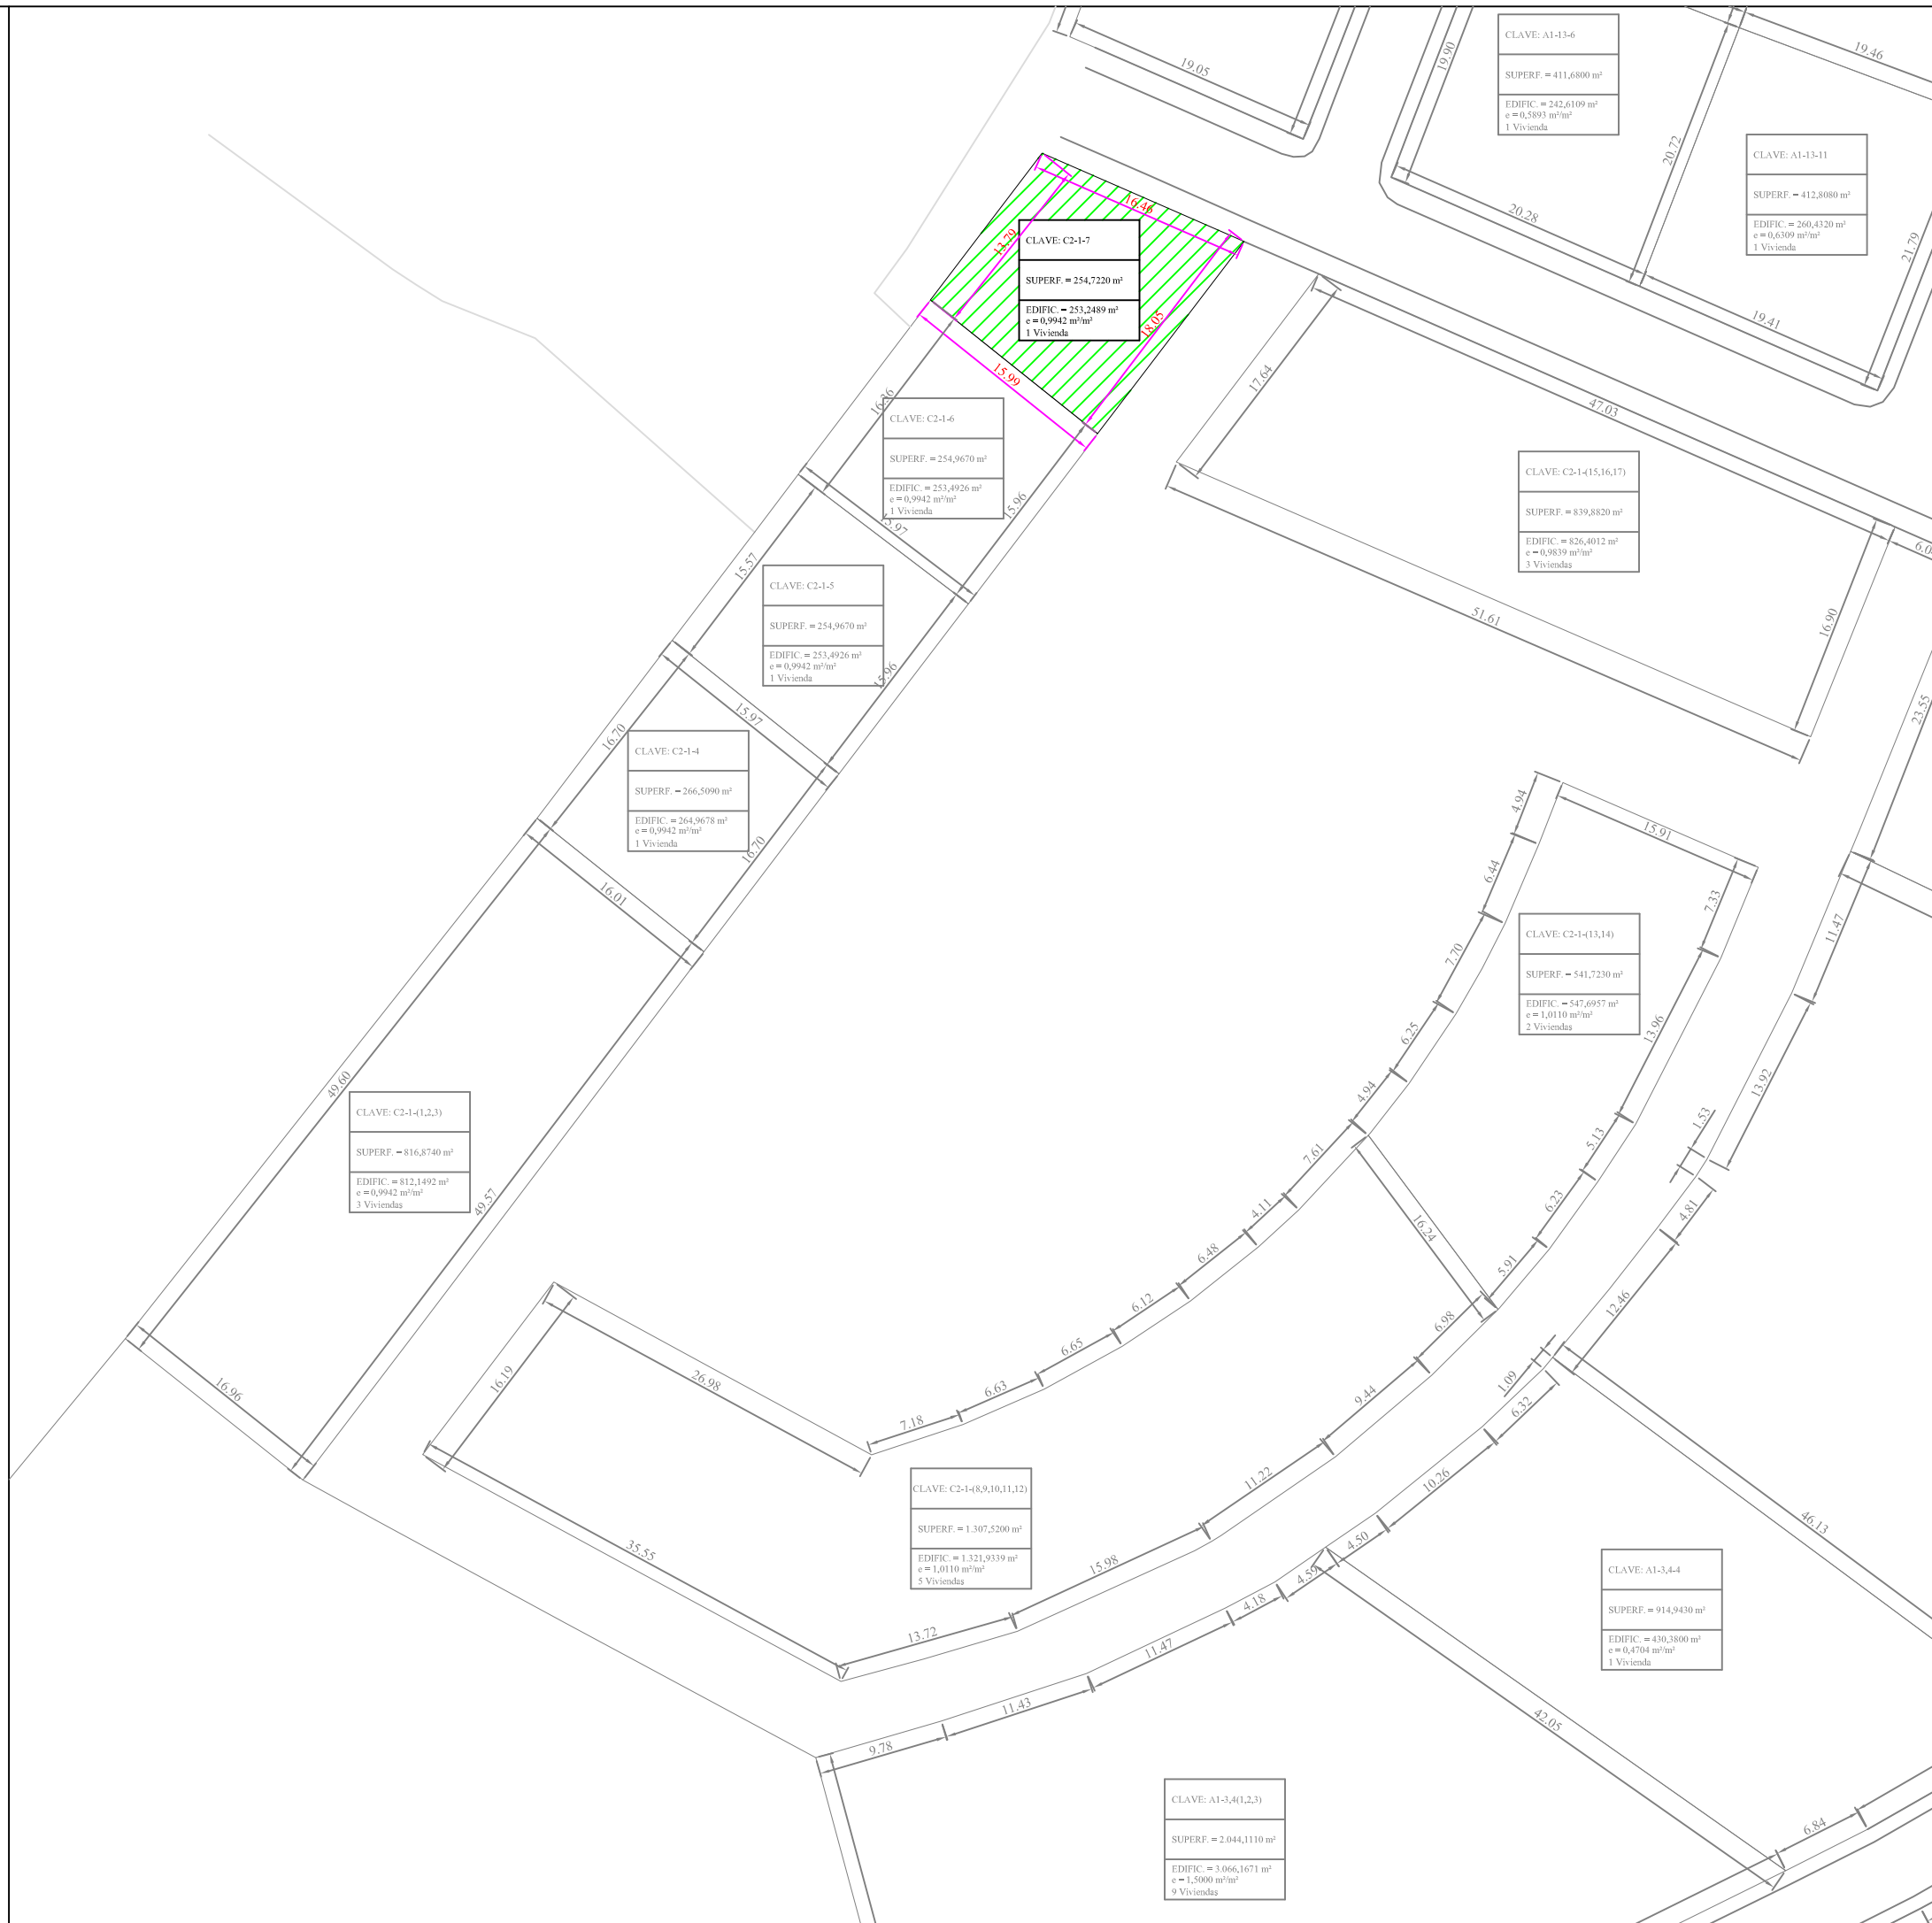 19.05
19.90
CLAVE: A1-13-6
SUPERF. = 411,6800 m²
EDIFIC. = 242,6109 m²
e = 0,5893 m²/m²
1 Vivienda
19.46
20.72
CLAVE: A1-13-11
SUPERF. = 412,8080 m²
EDIFIC. = 260,4320 m²
e = 0,6309 m²/m²
1 Vivienda
20.28
21.79
19.41
16.46
13.79
CLAVE: C2-1-7
SUPERF. = 254,7220 m²
EDIFIC. = 253,2489 m²
e = 0,9942 m²/m²
1 Vivienda
18.05
15.99
17.64
47.03
16.36
CLAVE: C2-1-6
SUPERF. = 254,9670 m²
EDIFIC. = 253,4926 m²
e = 0,9942 m²/m²
1 Vivienda
15.97
15.96
CLAVE: C2-1-(15,16,17)
SUPERF. = 839,8820 m²
EDIFIC. = 826,4012 m²
e = 0,9839 m²/m²
3 Viviendas
51.61
16.90
15.57
CLAVE: C2-1-5
SUPERF. = 254,9670 m²
EDIFIC. = 253,4926 m²
e = 0,9942 m²/m²
1 Vivienda
15.96
15.97
23.55
16.70
CLAVE: C2-1-4
SUPERF. = 266,5090 m²
EDIFIC. = 264,9678 m²
e = 0,9942 m²/m²
1 Vivienda
16.70
16.01
4.94
15.91
6.44
7.33
11.47
CLAVE: C2-1-(13,14)
SUPERF. = 541,7230 m²
EDIFIC. = 547,6957 m²
e = 1,0110 m²/m²
2 Viviendas
7.70
6.25
13.96
4.94
13.92
49.60
CLAVE: C2-1-(1,2,3)
SUPERF. = 816,8740 m²
EDIFIC. = 812,1492 m²
e = 0,9942 m²/m²
3 Viviendas
49.57
7.61
5.13
1.53
4.11
6.23
4.81
16.24
6.48
5.91
6.12
12.46
6.98
6.65
16.19
26.98
16.96
6.63
9.44
1.09
6.32
7.18
11.22
10.26
CLAVE: C2-1-(8,9,10,11,12)
SUPERF. = 1.307,5200 m²
EDIFIC. = 1.321,9339 m²
e = 1,0110 m²/m²
5 Viviendas
35.55
15.98
4.50
46.13
4.59
CLAVE: A1-3,4-4
SUPERF. = 914,9430 m²
EDIFIC. = 430,3800 m²
e = 0,4704 m²/m²
1 Vivienda
4.18
13.72
11.47
11.43
9.78
42.05
CLAVE: A1-3,4(1,2,3)
SUPERF. = 2.044,1110 m²
EDIFIC. = 3.066,1671 m²
e = 1,5000 m²/m²
9 Viviendas
6.84